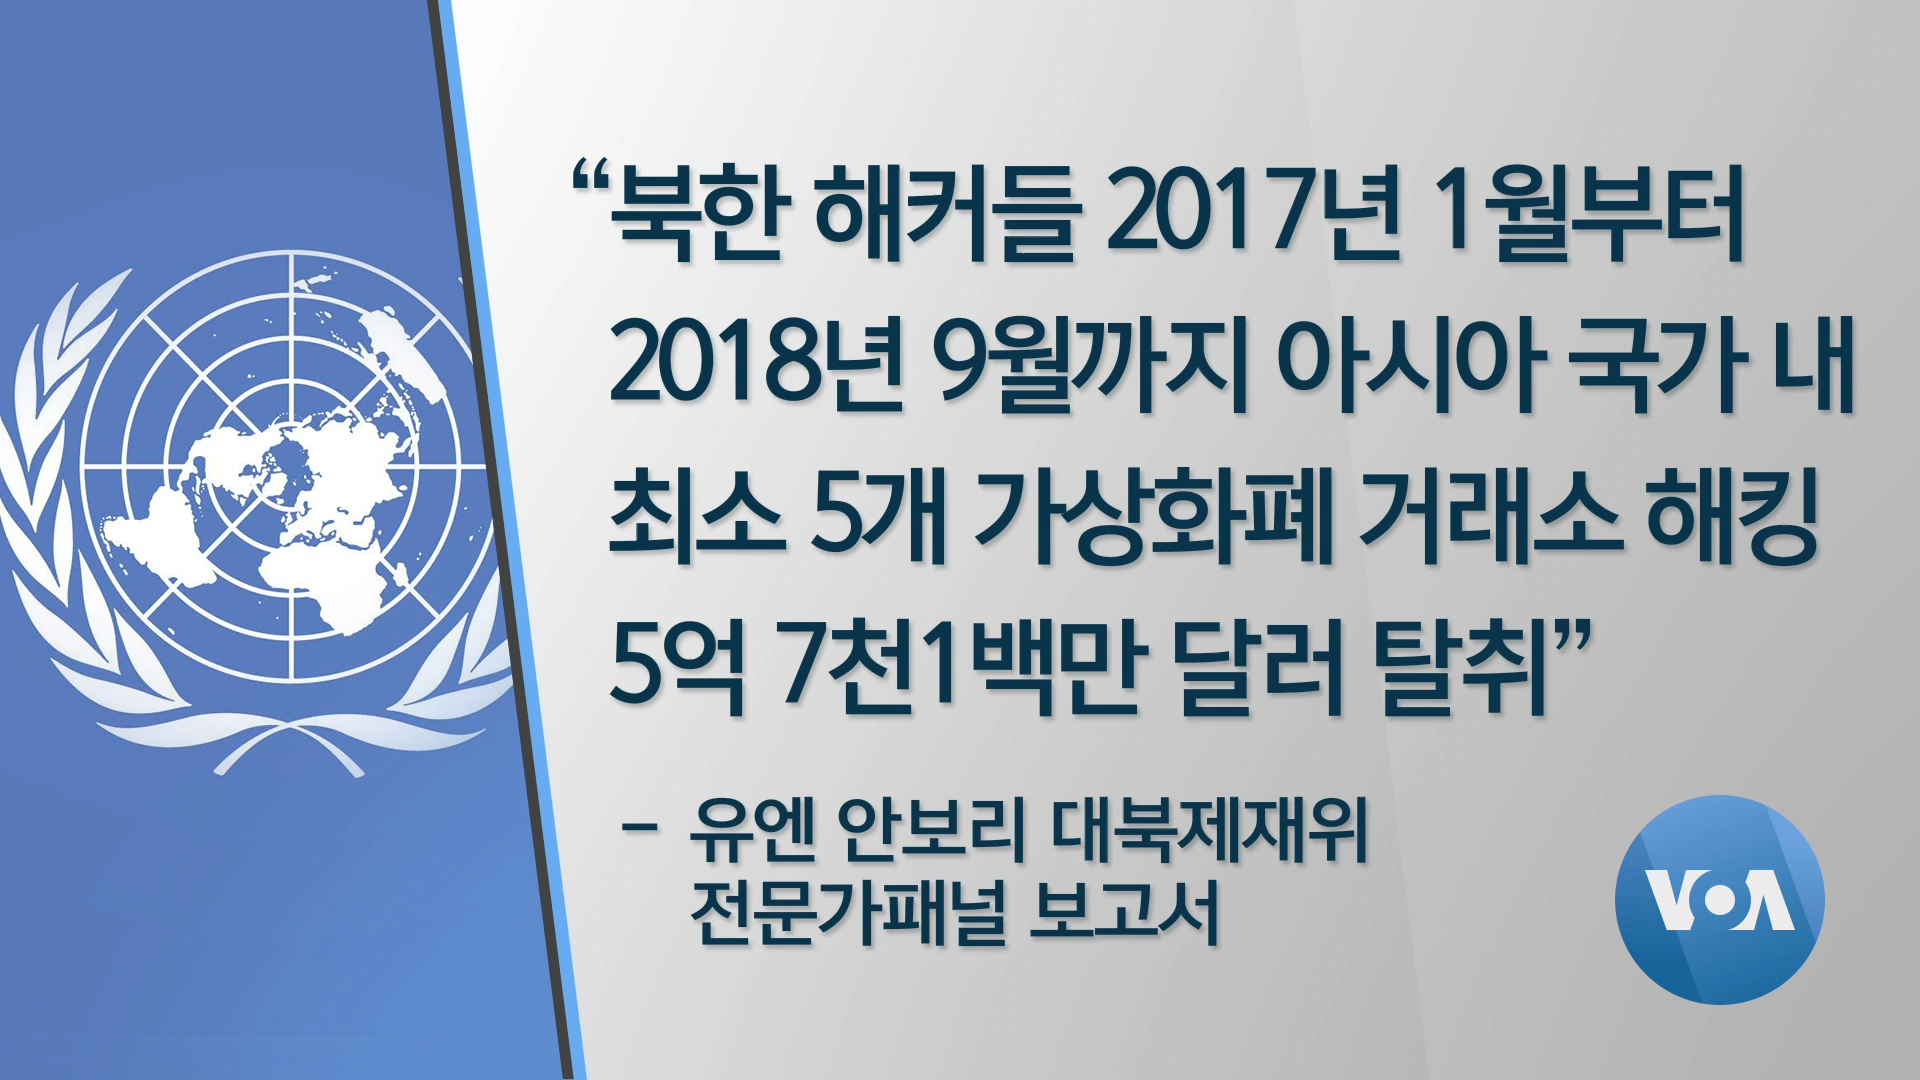 “북한 해커들 2017년 1월부터
2018년 9월까지 아시아 국가 내
최소 5개 가상화폐 거래소 해킹
5억 7천1백만 달러 탈취”
- 유엔 안보리 대북제재위
전문가패널 보고서
VOA